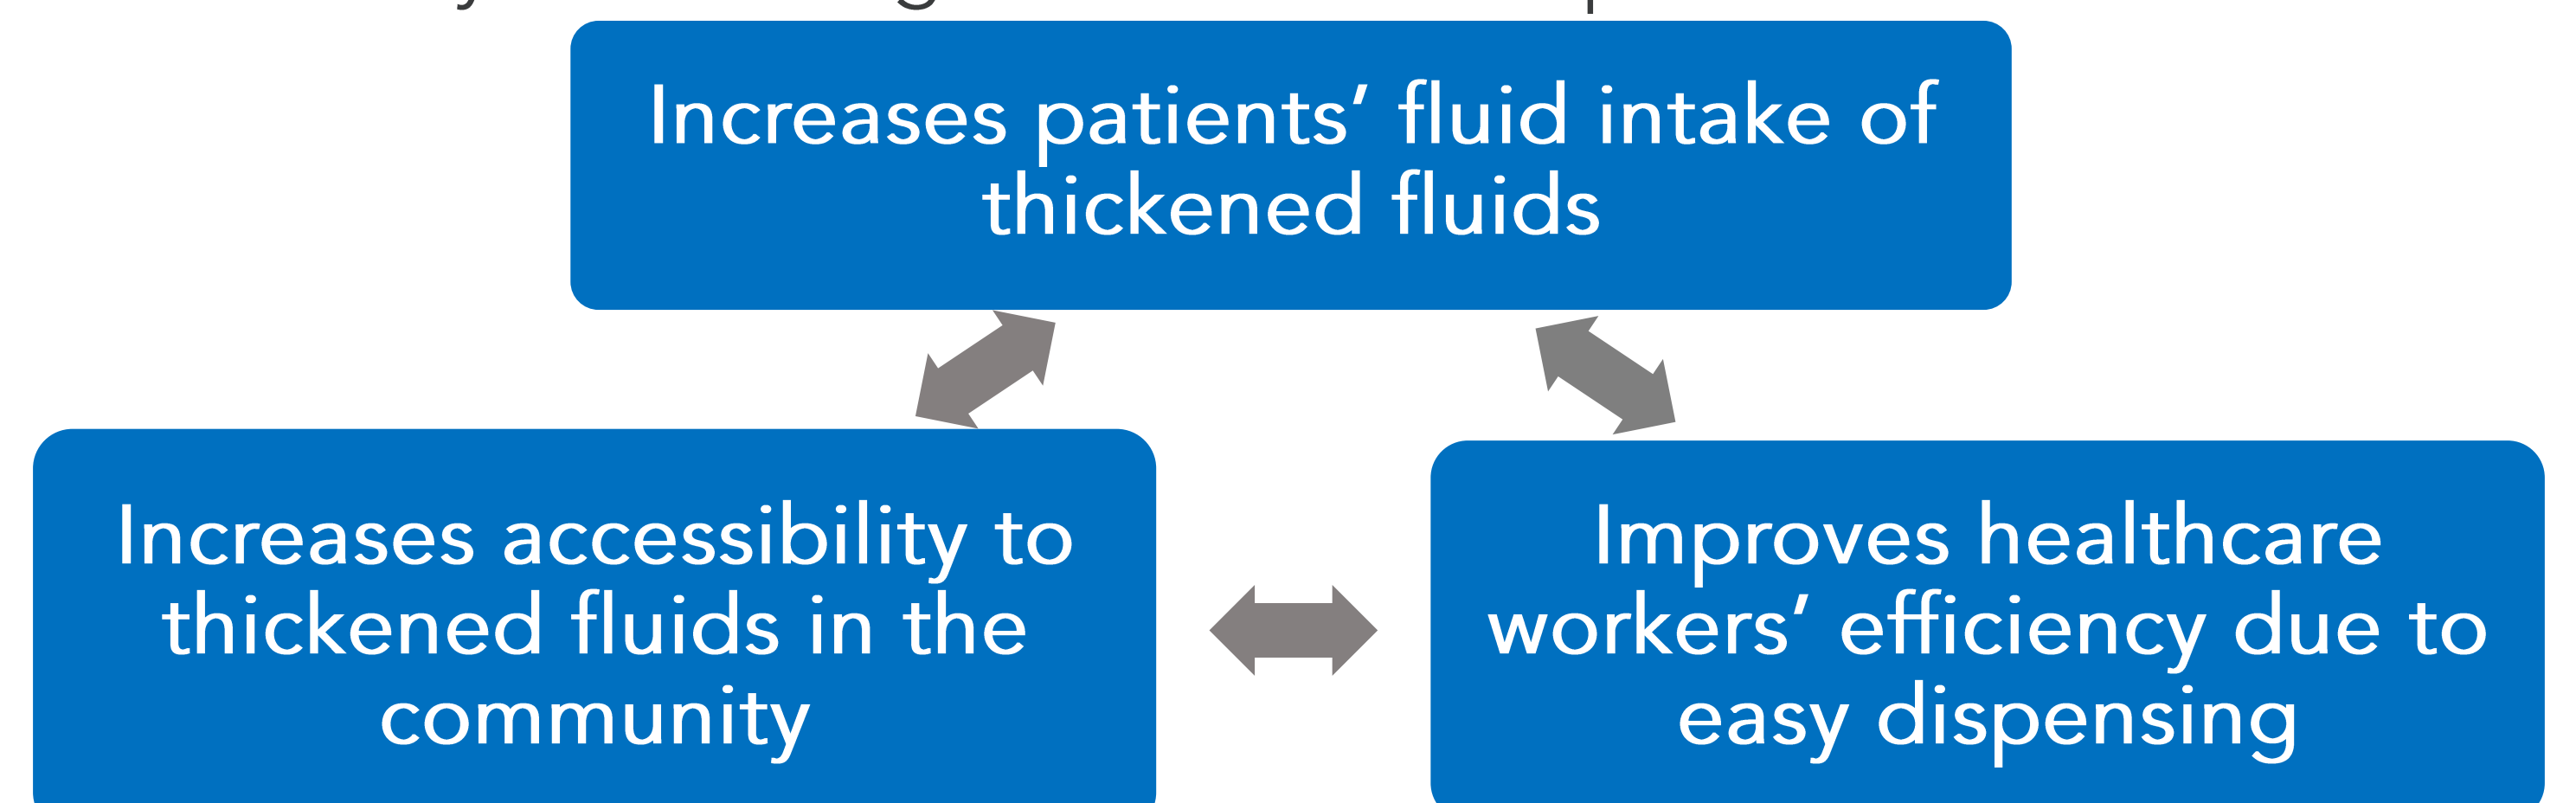 Increases patients’ fluid intake of
thickened fluids
Increases accessibility to
thickened fluids in the
community
Improves healthcare
workers’ efficiency due to
easy dispensing